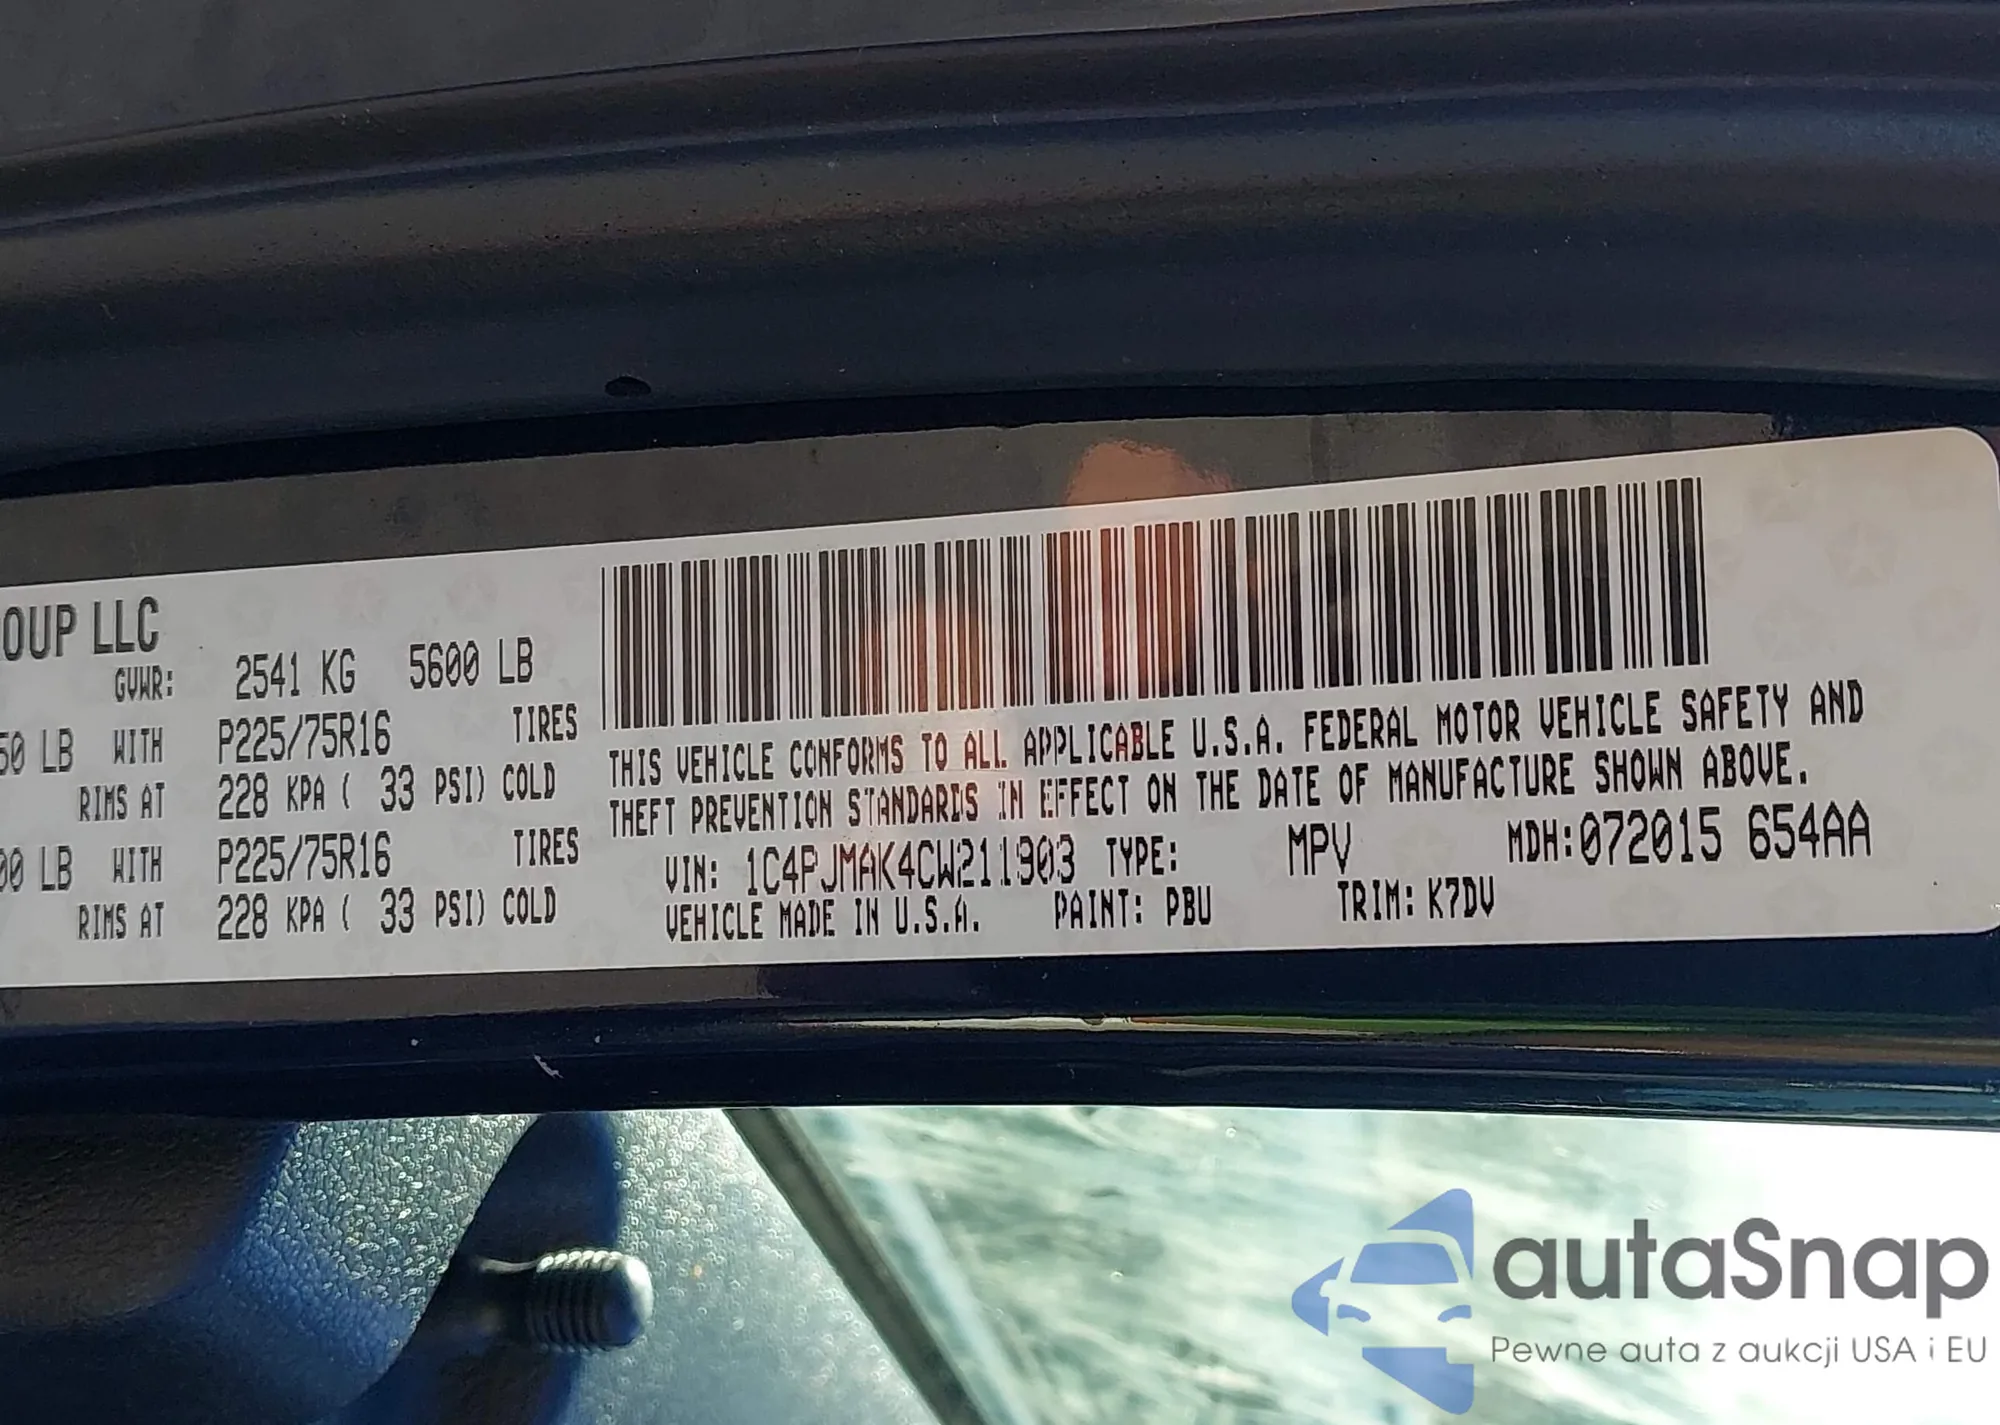 OUP LLC
GVWR: 2541 KG 5600 LB
50 LB WITH P225/75R16 TIRES
RIMS AT 228 KPA ( 33 PSI) COLD
00 LB WITH P225/75R16 TIRES
RIMS AT 228 KPA ( 33 PSI) COLD
THIS VEHICLE CONFORMS TO ALL APPLICABLE U.S.A. FEDERAL MOTOR VEHICLE SAFETY AND
THEFT PREVENTION STANDARDS IN EFFECT ON THE DATE OF MANUFACTURE SHOWN ABOVE.
VIN: 1C4PJMAK4CW211903 TYPE: MPV MDH:072015 654AA
VEHICLE MADE IN U.S.A. PAINT: PBU TRIM: K7DV
autaSnap
Pewne auta z aukcji USA i EU